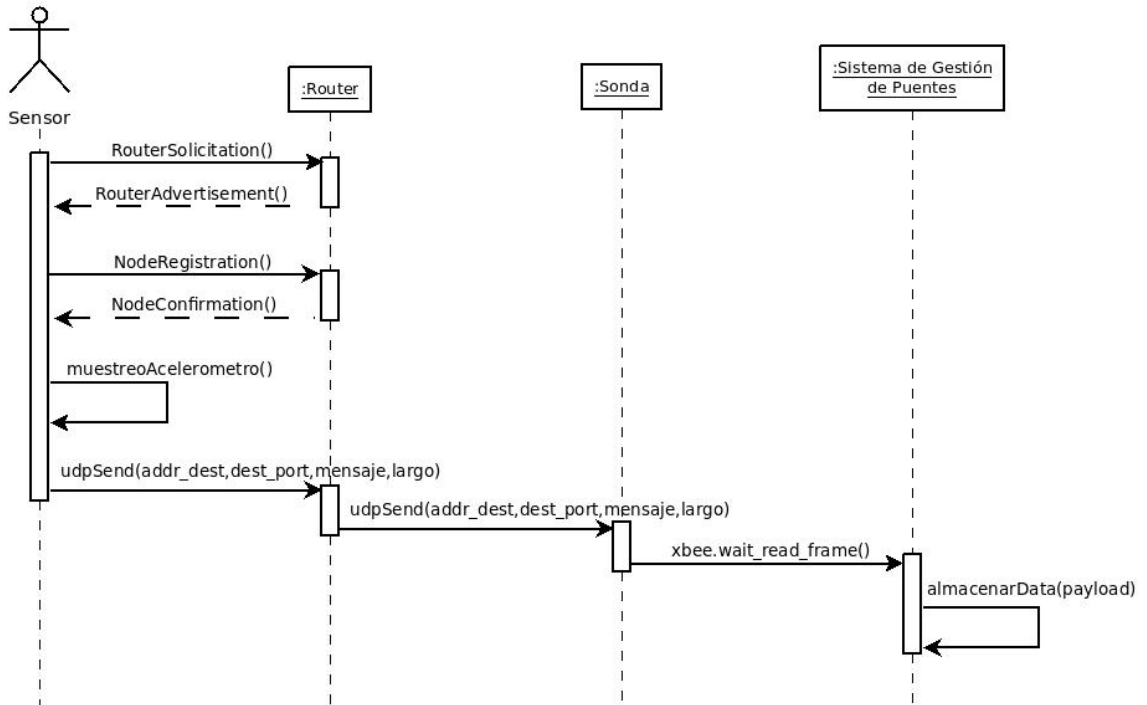 Sensor
:Router
:Sonda
:Sistema de Gestión
de Puentes
RouterSolicitation()
RouterAdvertisement()
NodeRegistration()
NodeConfirmation()
muestreoAcelerometro()
udpSend(addr_dest,dest_port,mensaje,largo)
udpSend(addr_dest,dest_port,mensaje,largo)
xbee.wait_read_frame()
almacenarData(payload)